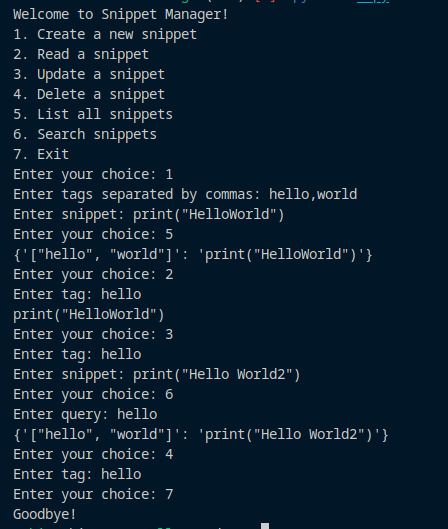 Welcome to Snippet Manager!
1. Create a new snippet
2. Read a snippet
3. Update a snippet
4. Delete a snippet
5. List all snippets
6. Search snippets
7. Exit
Enter your choice: 1
Enter tags separated by commas: hello,world
Enter snippet: print("HelloWorld")
Enter your choice: 5
{'["hello", "world"]': 'print("HelloWorld")'}
Enter your choice: 2
Enter tag: hello
print("HelloWorld")
Enter your choice: 3
Enter tag: hello
Enter snippet: print("Hello World2")
Enter your choice: 6
Enter query: hello
{'["hello", "world"]': 'print("Hello World2")'}
Enter your choice: 4
Enter tag: hello
Enter your choice: 7
Goodbye!